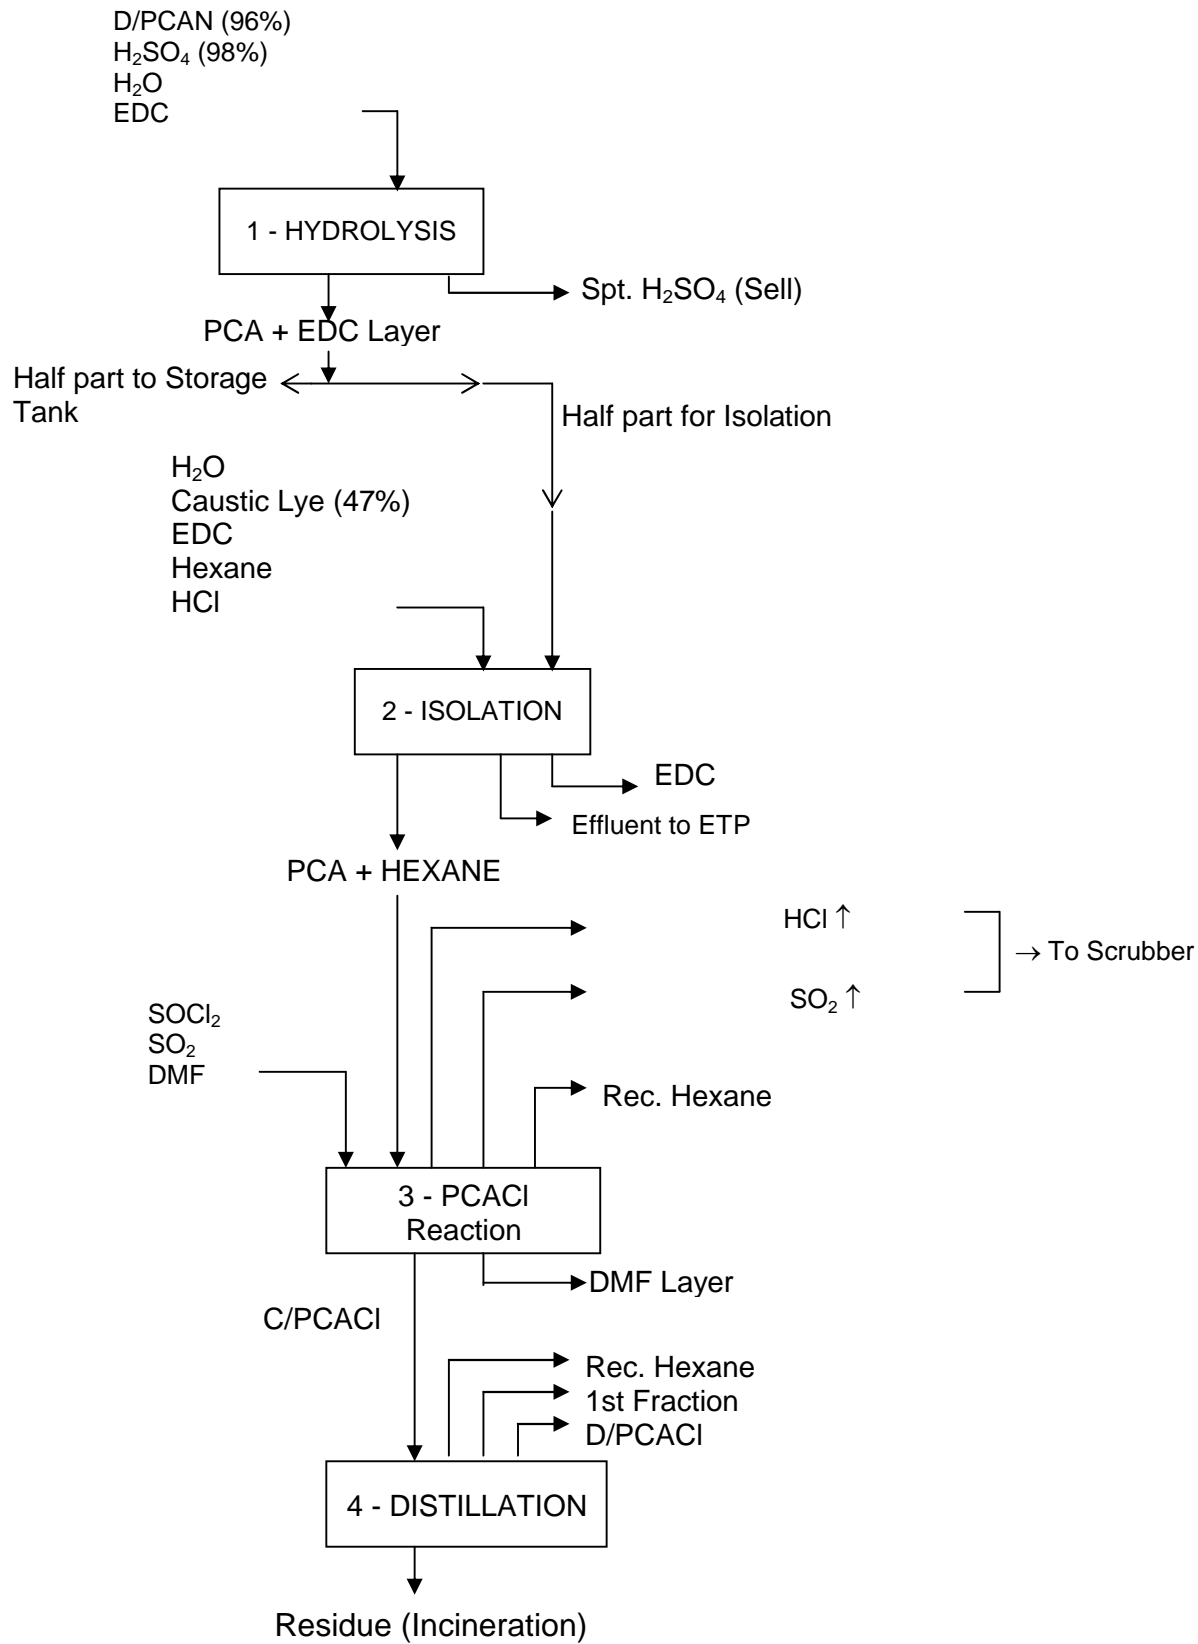 D/PCAN (96%)
H₂SO₄ (98%)
H₂O
EDC
1 - HYDROLYSIS
Spt. H₂SO₄ (Sell)
PCA + EDC Layer
Half part to Storage
Tank
Half part for Isolation
H₂O
Caustic Lye (47%)
EDC
Hexane
HCl
2 - ISOLATION
EDC
Effluent to ETP
PCA + HEXANE
HCl ↑
→ To Scrubber
SO₂ ↑
SOCl₂
SO₂
DMF
Rec. Hexane
3 - PCACl
Reaction
DMF Layer
C/PCACl
Rec. Hexane
1st Fraction
D/PCACl
4 - DISTILLATION
Residue (Incineration)